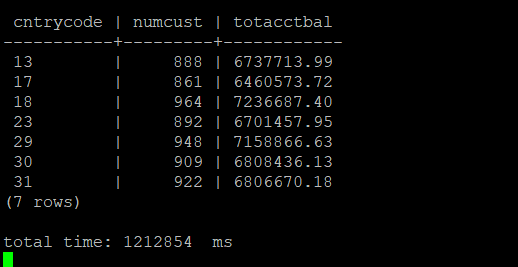 cntrycode | numcust | totacctbal
-----------+---------+------------
13 | 888 | 6737713.99
17 | 861 | 6460573.72
18 | 964 | 7236687.40
23 | 892 | 6701457.95
29 | 948 | 7158866.63
30 | 909 | 6808436.13
31 | 922 | 6806670.18
(7 rows)
total time: 1212854 ms